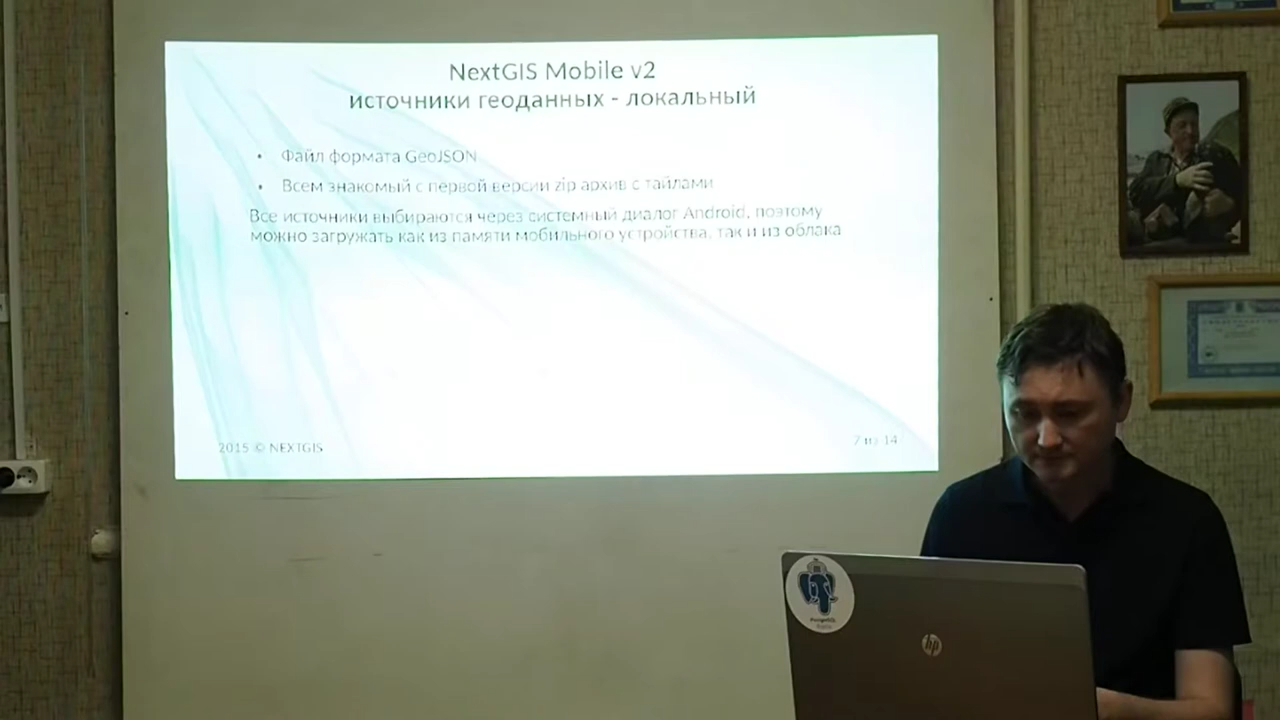 NextGIS Mobile v2
источники геоданных - локальный
• Файл формата GeoJSON
• Всем знакомый с первой версии zip архив с тайлами
Все источники выбираются через системный диалог Android, поэтому
можно загружать как из памяти мобильного устройства, так и из облака
2015 © NEXTGIS
7 из 14
PostgreSQL
hp